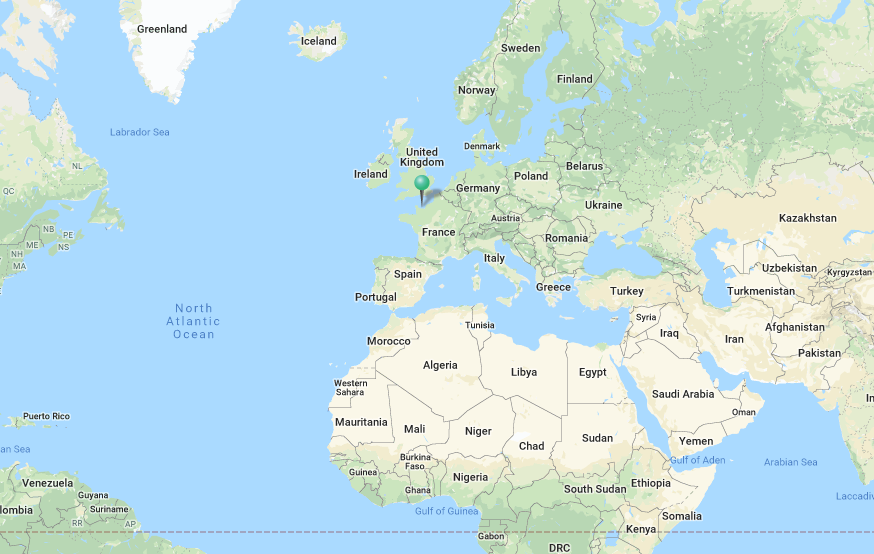 Greenland
Iceland
Sweden
Finland
Norway
Labrador Sea
United
Kingdom
Denmark
Ireland
Belarus
Poland
NL
Germany
QC
Ukraine
Austria
Kazakhstan
NB
PE
France
Romania
ME
NS
NH
MA
Italy
Spain
Uzbekistan
Kyrgyzstan
Greece
Turkey
Turkmenistan
Portugal
North
Atlantic
Ocean
Syria
Tunisia
Afghanistan
Iraq
Iran
Morocco
Pakistan
Algeria
Libya
Egypt
Western
Sahara
Saudi Arabia
In
Oman
Puerto Rico
Mauritania
Mali
Niger
Sudan
Yemen
Chad
an Sea
Burkina
Faso
Gulf of Aden
Arabian Sea
Guinea
Nigeria
Venezuela
Ethiopia
Ghana
South Sudan
Guyana
Laccadiv
lombia
Suriname
Gulf of Guinea
Somalia
RR
AP
Kenya
Gabon
DRC